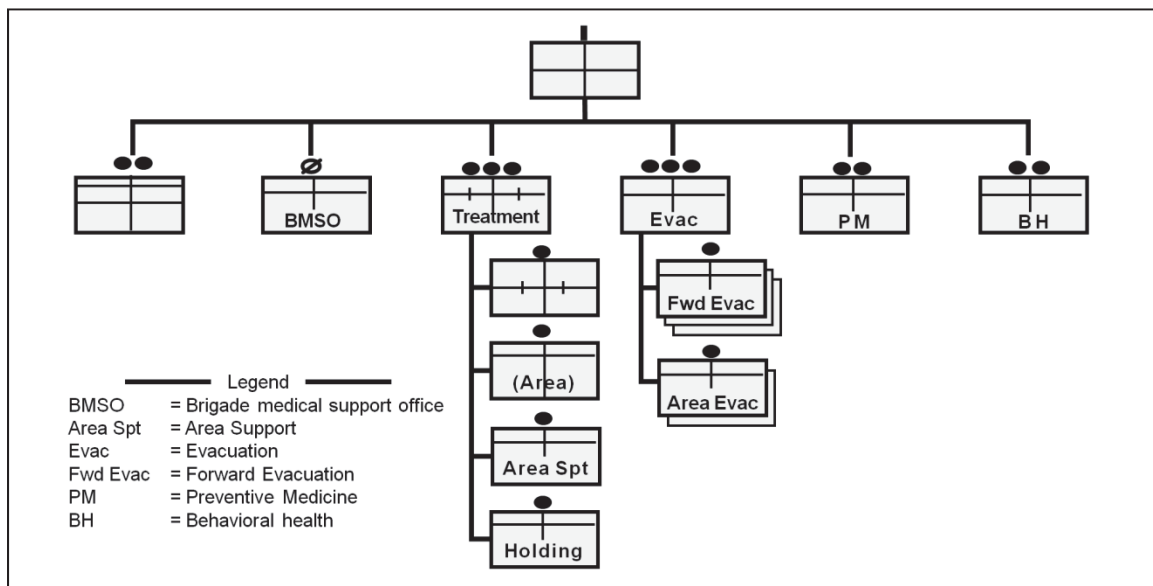 BMSO
Treatment
Evac
PM
BH
Fwd Evac
(Area)
Area Evac
Area Spt
Holding
Legend
BMSO = Brigade medical support office
Area Spt = Area Support
Evac = Evacuation
Fwd Evac = Forward Evacuation
PM = Preventive Medicine
BH = Behavioral health